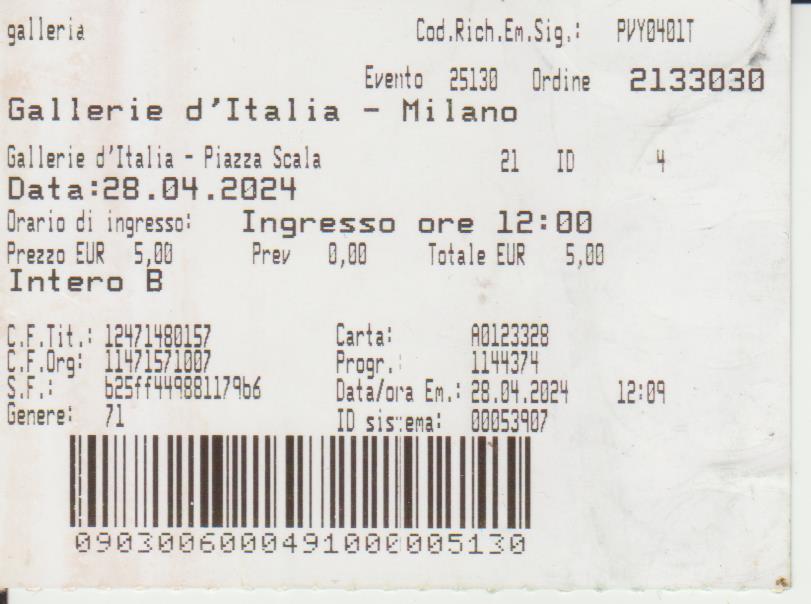 galleria Cod.Rich.Em.Sig.: PVY0401T
Evento 25130 Ordine 2133030
Gallerie d'Italia - Milano
Gallerie d'Italia - Piazza Scala 21 ID 4
Data:28.04.2024
Orario di ingresso: Ingresso ore 12:00
Prezzo EUR 5,00 Prev 0,00 Totale EUR 5,00
Intero B
C.F.Tit.: 12471480157 Carta: A0123328
C.F.Org: 11471571007 Progr.: 1144374
S.F.: b25ff449881179b6 Data/ora Em.: 28.04.2024 12:09
Genere: 71 ID sistema: 00053907
09030060004910000005130